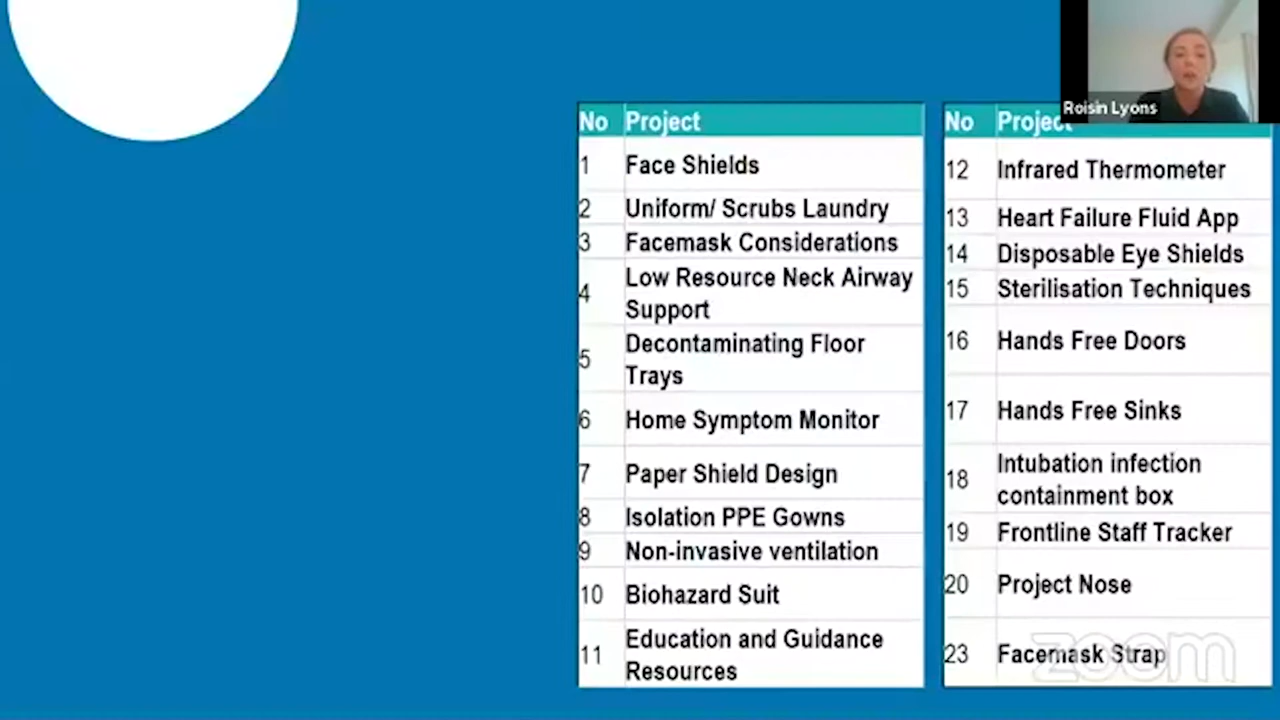 Roisin Lyons
No Project
1 Face Shields
2 Uniform/ Scrubs Laundry
3 Facemask Considerations
4 Low Resource Neck Airway
Support
5 Decontaminating Floor
Trays
6 Home Symptom Monitor
7 Paper Shield Design
8 Isolation PPE Gowns
9 Non-invasive ventilation
10 Biohazard Suit
11 Education and Guidance
Resources
No Project
12 Infrared Thermometer
13 Heart Failure Fluid App
14 Disposable Eye Shields
15 Sterilisation Techniques
16 Hands Free Doors
17 Hands Free Sinks
18 Intubation infection
containment box
19 Frontline Staff Tracker
20 Project Nose
23 Facemask Strap
zoom